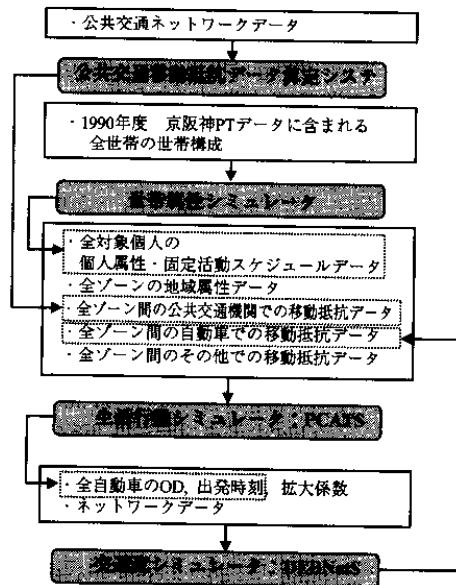 ・公共交通ネットワークデータ
公共交通移動抵抗データ算定システ
・1990年度 京阪神PTデータに含まれる
全世帯の世帯構成
世帯属性シミュレータ
・全対象個人の
個人属性・固定活動スケジュールデータ
・全ゾーンの地域属性データ
・全ゾーン間の公共交通機関での移動抵抗データ
・全ゾーン間の自動車での移動抵抗データ
・全ゾーン間のその他での移動抵抗データ
生活行動シミュレータ:PCATS
・全自動車のOD, 出発時刻, 拡大係数
・ネットワークデータ
交通流シミュレータ:DEBNetS